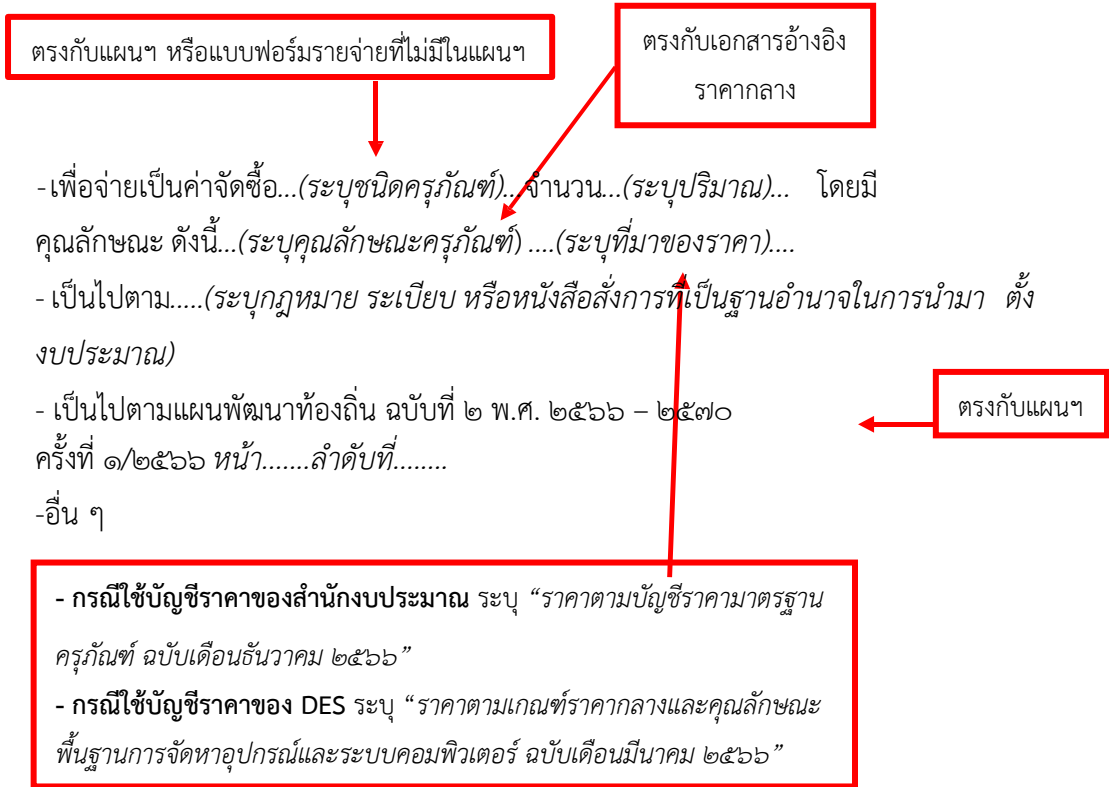 ตรงกับแผนฯ หรือแบบฟอร์มรายจ่ายที่ไม่มีในแผนฯ
ตรงกับเอกสารอ้างอิง
ราคากลาง
-เพื่อจ่ายเป็นค่าจัดซื้อ...(ระบุชนิดครุภัณฑ์)...จำนวน...(ระบุปริมาณ)... โดยมี
คุณลักษณะ ดังนี้...(ระบุคุณลักษณะครุภัณฑ์) ....(ระบุที่มาของราคา)....
- เป็นไปตาม.....(ระบุกฎหมาย ระเบียบ หรือหนังสือสั่งการที่เป็นฐานอำนาจในการนำมา ตั้ง
งบประมาณ)
- เป็นไปตามแผนพัฒนาท้องถิ่น ฉบับที่ ๒ พ.ศ. ๒๕๖๖ – ๒๕๗๐
ตรงกับแผนฯ
ครั้งที่ ๑/๒๕๖๖ หน้า.......ลำดับที่........
-อื่น ๆ
- กรณีใช้บัญชีราคาของสำนักงบประมาณ ระบุ “ราคาตามบัญชีราคามาตรฐาน
ครุภัณฑ์ ฉบับเดือนธันวาคม ๒๕๖๖”
- กรณีใช้บัญชีราคาของ DES ระบุ “ราคาตามเกณฑ์ราคากลางและคุณลักษณะ
พื้นฐานการจัดหาอุปกรณ์และระบบคอมพิวเตอร์ ฉบับเดือนมีนาคม ๒๕๖๖”